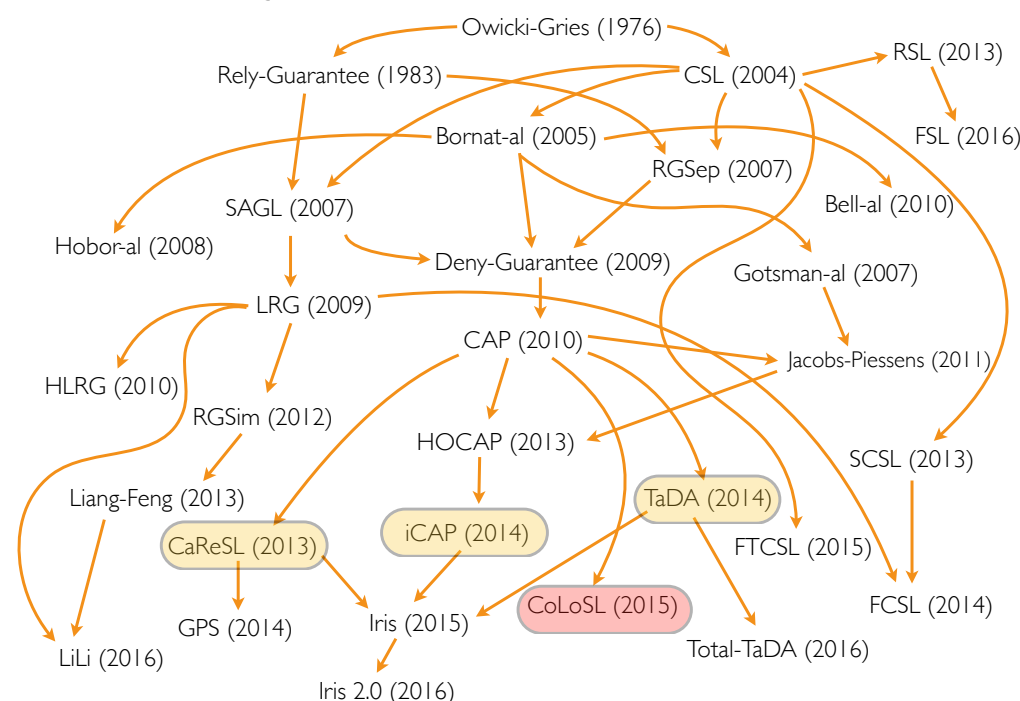 Owicki-Gries (1976)
Rely-Guarantee (1983)
CSL (2004)
RSL (2013)
Bornat-al (2005)
FSL (2016)
RGSep (2007)
SAGL (2007)
Bell-al (2010)
Hobor-al (2008)
Deny-Guarantee (2009)
Gotsman-al (2007)
LRG (2009)
CAP (2010)
Jacobs-Piessens (2011)
HLRG (2010)
RGSim (2012)
HOCAP (2013)
SCSL (2013)
Liang-Feng (2013)
TaDA (2014)
iCAP (2014)
CaReSL (2013)
FTCSL (2015)
CoLoSL (2015)
FCSL (2014)
GPS (2014)
Iris (2015)
Total-TaDA (2016)
LiLi (2016)
Iris 2.0 (2016)